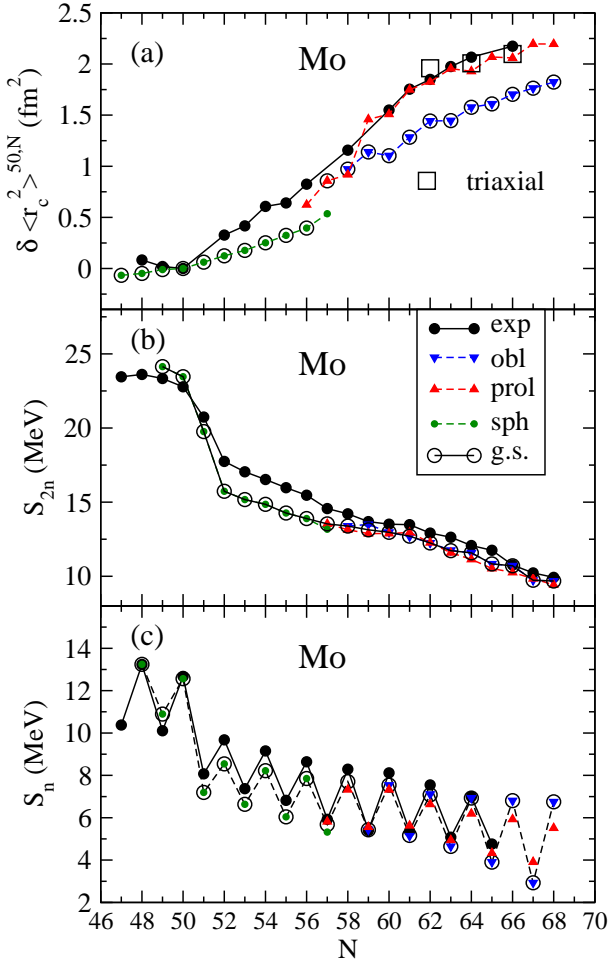 (a)
Mo
2.5
2
1.5
1
0.5
0
δ <r_c^2>^50,N (fm^2)
triaxial
(b)
Mo
25
20
15
10
S_2n (MeV)
exp
obl
prol
sph
g.s.
(c)
Mo
14
12
10
8
6
4
2
S_n (MeV)
46 48 50 52 54 56 58 60 62 64 66 68 70
N